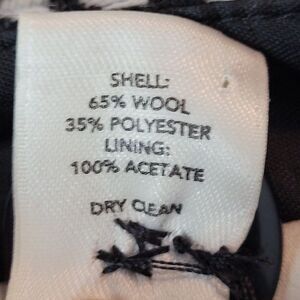 SHELL:
65% WOOL
35% POLYESTER
LINING:
100% ACETATE
DRY CLEAN